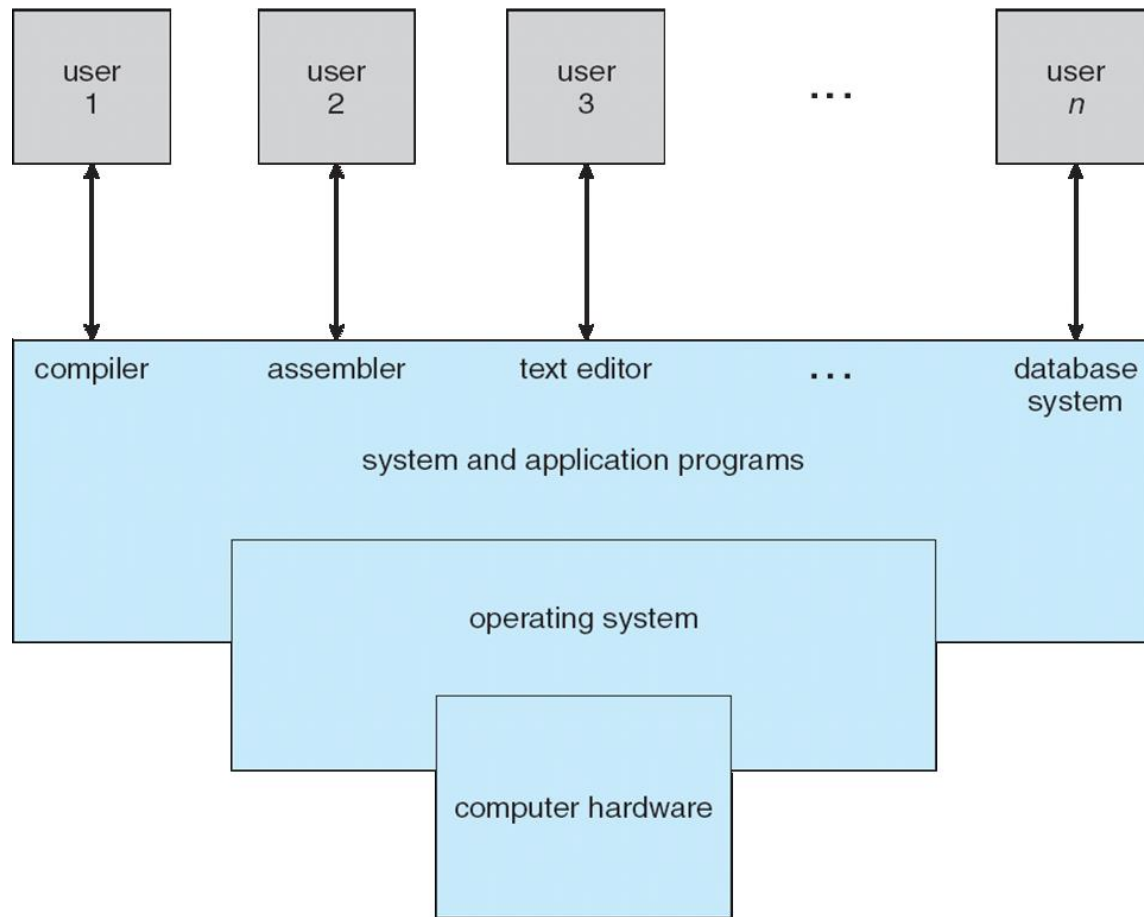 user
1
user
2
user
3
...
user
n
compiler
assembler
text editor
...
database
system
system and application programs
operating system
computer hardware